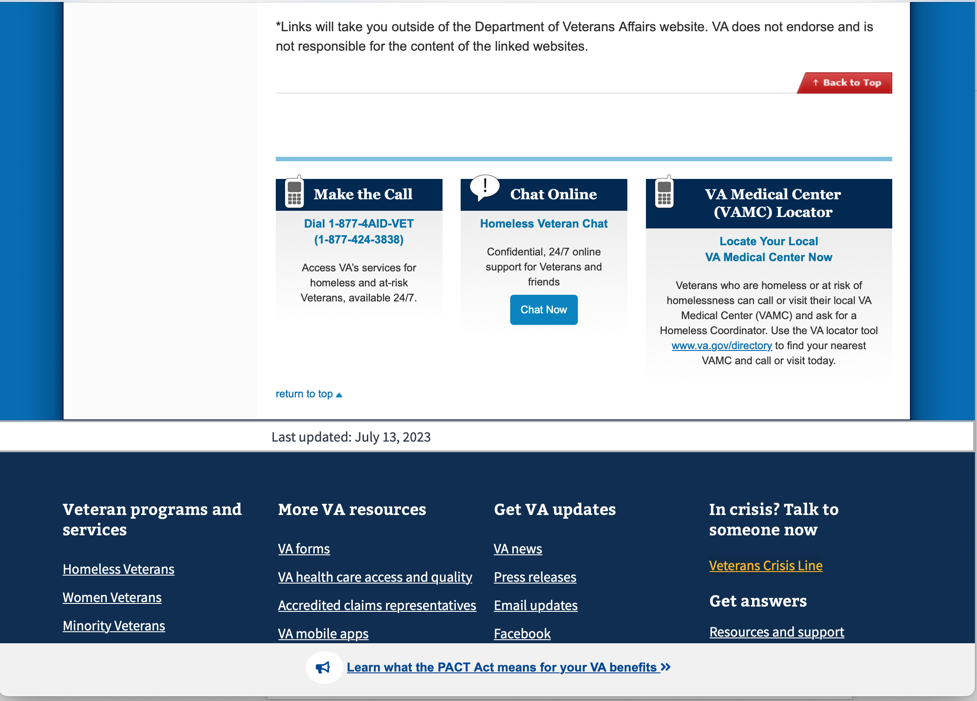 *Links will take you outside of the Department of Veterans Affairs website. VA does not endorse and is
not responsible for the content of the linked websites.
↑ Back to Top
Make the Call
Dial 1-877-4AID-VET
(1-877-424-3838)
Access VA's services for
homeless and at-risk
Veterans, available 24/7.
! Chat Online
Homeless Veteran Chat
Confidential, 24/7 online
support for Veterans and
friends
Chat Now
VA Medical Center
(VAMC) Locator
Locate Your Local
VA Medical Center Now
Veterans who are homeless or at risk of
homelessness can call or visit their local VA
Medical Center (VAMC) and ask for a
Homeless Coordinator. Use the VA locator tool
www.va.gov/directory to find your nearest
VAMC and call or visit today.
return to top
Last updated: July 13, 2023
Veteran programs and
services
Homeless Veterans
Women Veterans
Minority Veterans
More VA resources
VA forms
VA health care access and quality
Accredited claims representatives
VA mobile apps
Get VA updates
VA news
Press releases
Email updates
Facebook
In crisis? Talk to
someone now
Veterans Crisis Line
Get answers
Resources and support
Learn what the PACT Act means for your VA benefits »